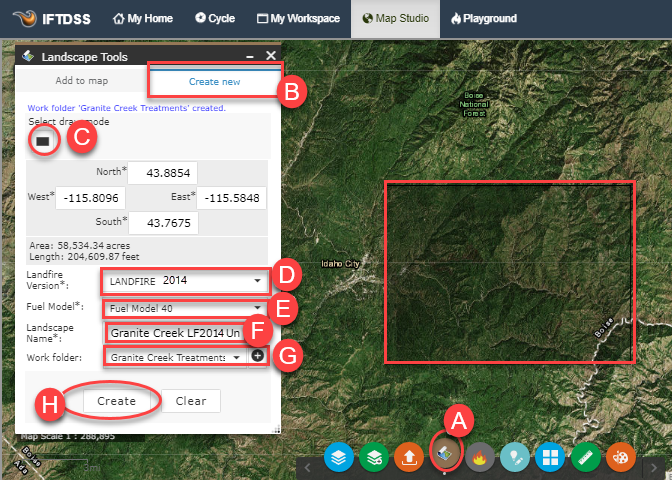 IFTDSS My Home Cycle My Workspace Map Studio Playground
Landscape Tools
Add to map Create new
B
Work folder 'Granite Creek Treatments' created.
Select draw mode
C
North* 43.8854
West* -115.8096 East* -115.5848
South* 43.7675
Area: 58,534.34 acres
Length: 204,609.87 feet
Landfire Version*: LANDFIRE 2014
D
Fuel Model*: Fuel Model 40
E
Landscape Name*: Granite Creek LF2014Un
F
Work folder: Granite Creek Treatments
G
H
Create Clear
Map Scale 1 : 288,895
3mi
Boise
Ada
Boise
National
Forest
Idaho City
Boise
A